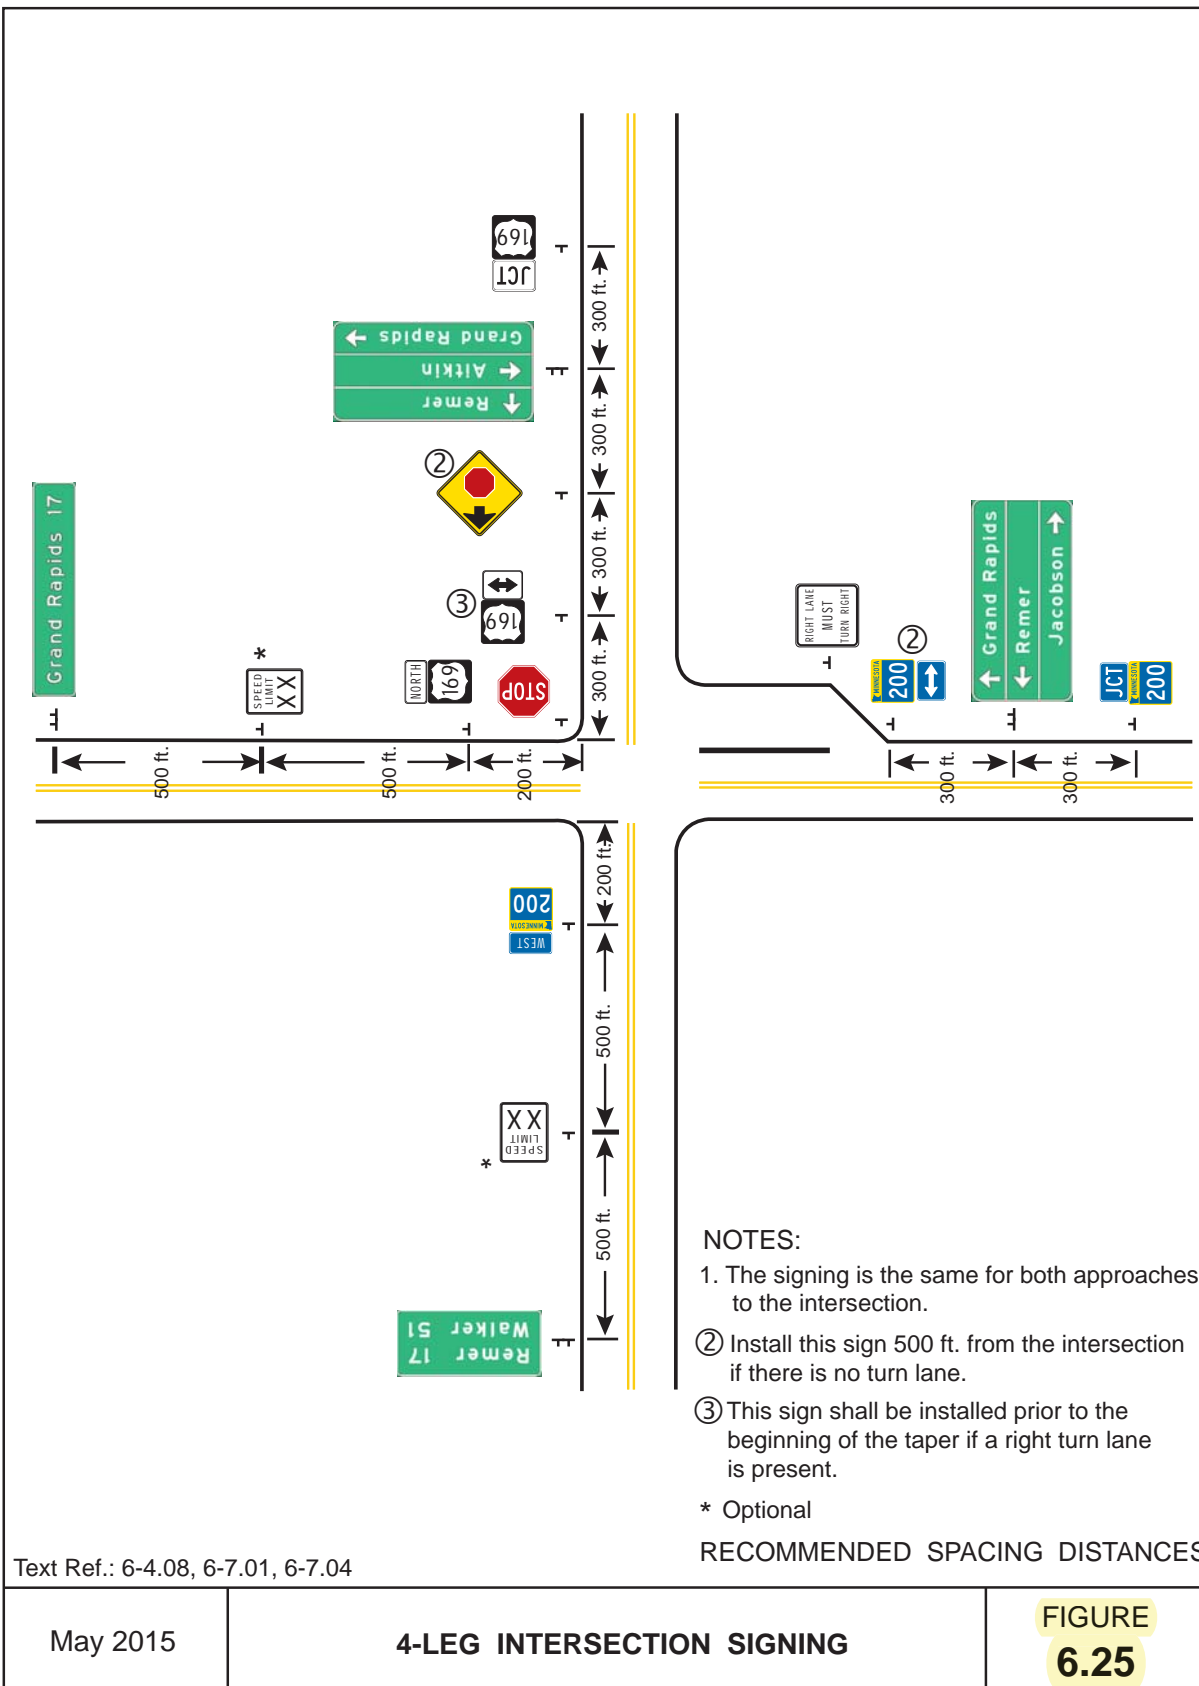 169
JCT
300 ft.
Grand Rapids
Aitkin
Remer
300 ft.
②
300 ft.
Grand Rapids 17
③
169
300 ft.
*
SPEED
LIMIT
XX
NORTH
169
STOP
500 ft.
500 ft.
200 ft.
RIGHT LANE
MUST
TURN RIGHT
②
MINNESOTA
200
Grand Rapids
Remer
Jacobson
JCT
MINNESOTA
200
300 ft.
300 ft.
200 ft.
WEST
MINNESOTA
200
500 ft.
SPEED
LIMIT
XX
*
500 ft.
Remer 17
Walker 51
NOTES:
1. The signing is the same for both approaches
to the intersection.
② Install this sign 500 ft. from the intersection
if there is no turn lane.
③ This sign shall be installed prior to the
beginning of the taper if a right turn lane
is present.
* Optional
RECOMMENDED SPACING DISTANCES
Text Ref.: 6-4.08, 6-7.01, 6-7.04
May 2015
4-LEG INTERSECTION SIGNING
FIGURE
6.25